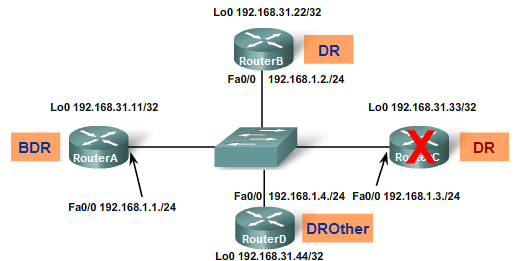 Lo0 192.168.31.22/32
RouterB
DR
Fa0/0 192.168.1.2./24
Lo0 192.168.31.11/32
Lo0 192.168.31.33/32
BDR
RouterA
RouterC
DR
Fa0/0 192.168.1.1./24
Fa0/0 192.168.1.4./24
Fa0/0 192.168.1.3./24
RouterD
DROther
Lo0 192.168.31.44/32